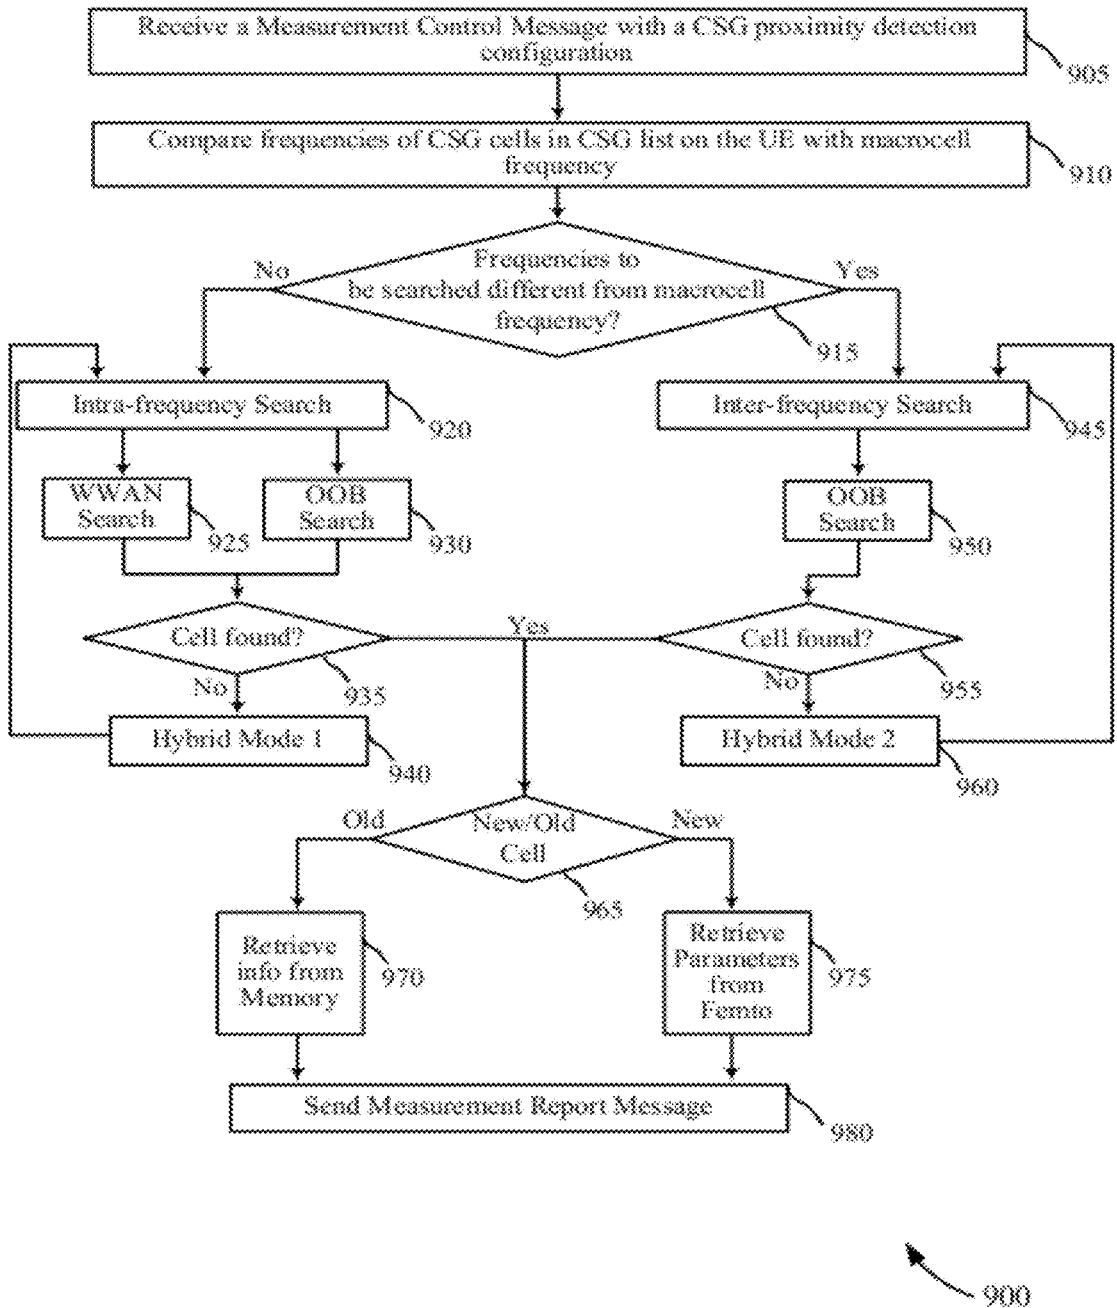 Receive a Measurement Control Message with a CSG proximity detection
configuration
905
Compare frequencies of CSG cells in CSG list on the UE with macrocell
frequency
910
No
Frequencies to
be searched different from macrocell
frequency?
Yes
915
Intra-frequency Search
920
Inter-frequency Search
945
WWAN
Search
925
OOB
Search
930
OOB
Search
950
Cell found?
935
Yes
Cell found?
955
No
No
Hybrid Mode 1
940
Hybrid Mode 2
960
Old
New/Old
Cell
New
965
Retrieve
info from
Memory
970
Retrieve
Parameters
from
Femto
975
Send Measurement Report Message
980
900